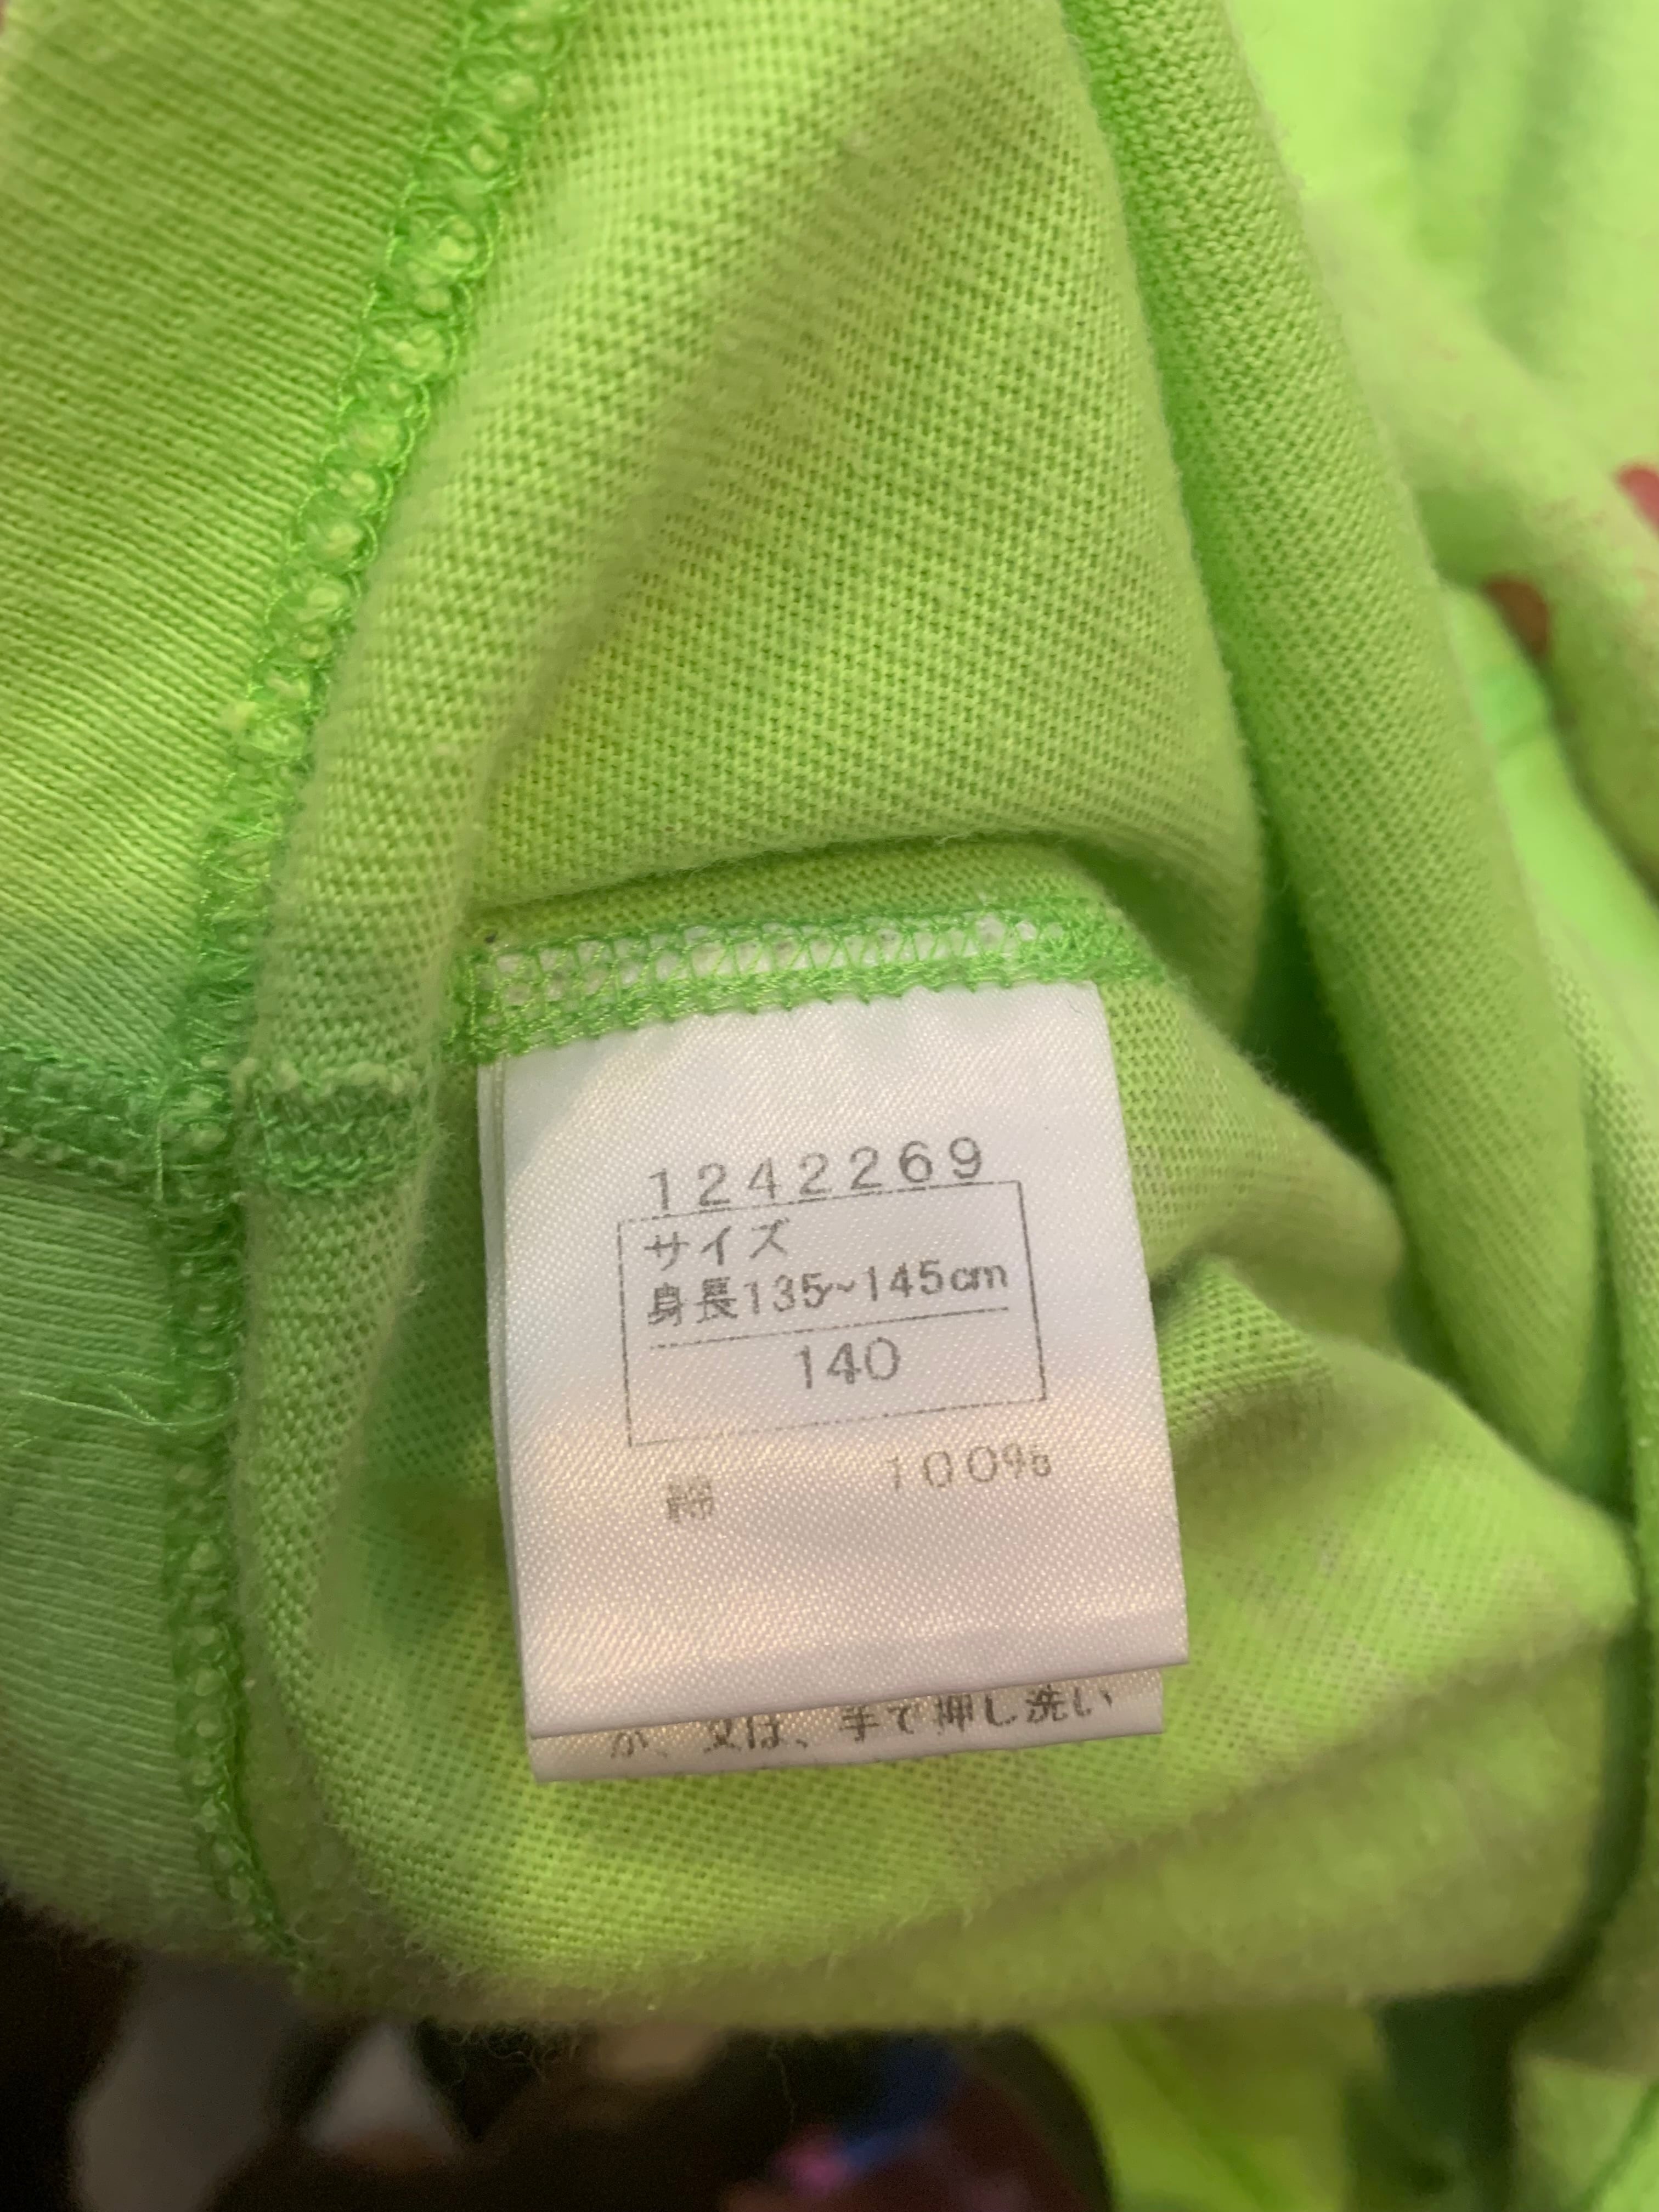 1242269
サイズ
身長135~145cm
140
綿 100%
か、又は、手で押し洗い